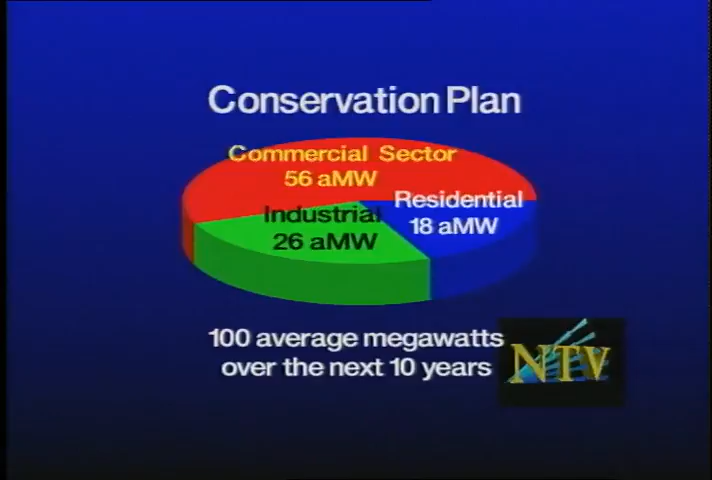 Conservation Plan
Commercial Sector
56 aMW
Residential
18 aMW
Industrial
26 aMW
100 average megawatts
over the next 10 years
NTV